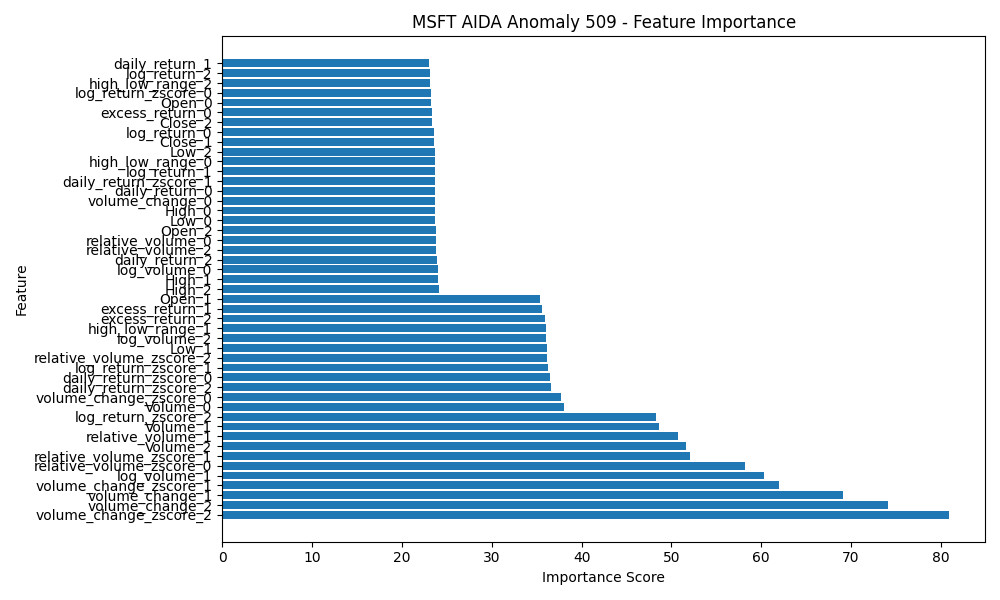 MSFT AIDA Anomaly 509 - Feature Importance
daily_return_1
log_return_2
high_low_range_2
log_return_zscore_0
Open_0
excess_return_0
Close_2
log_return_0
Close_1
Low_2
high_low_range_0
log_return_1
daily_return_zscore_1
daily_return_0
volume_change_0
High_0
Low_0
Open_2
relative_volume_0
relative_volume_2
daily_return_2
log_volume_0
High_1
High_2
Open_1
excess_return_1
excess_return_2
high_low_range_1
log_volume_2
Low_1
relative_volume_zscore_2
log_return_zscore_1
daily_return_zscore_0
daily_return_zscore_2
volume_change_zscore_0
Volume_0
log_return_zscore_2
Volume_1
relative_volume_1
Volume_2
relative_volume_zscore_1
relative_volume_zscore_0
log_volume_1
volume_change_zscore_1
volume_change_1
volume_change_2
volume_change_zscore_2
Feature
0 10 20 30 40 50 60 70 80
Importance Score